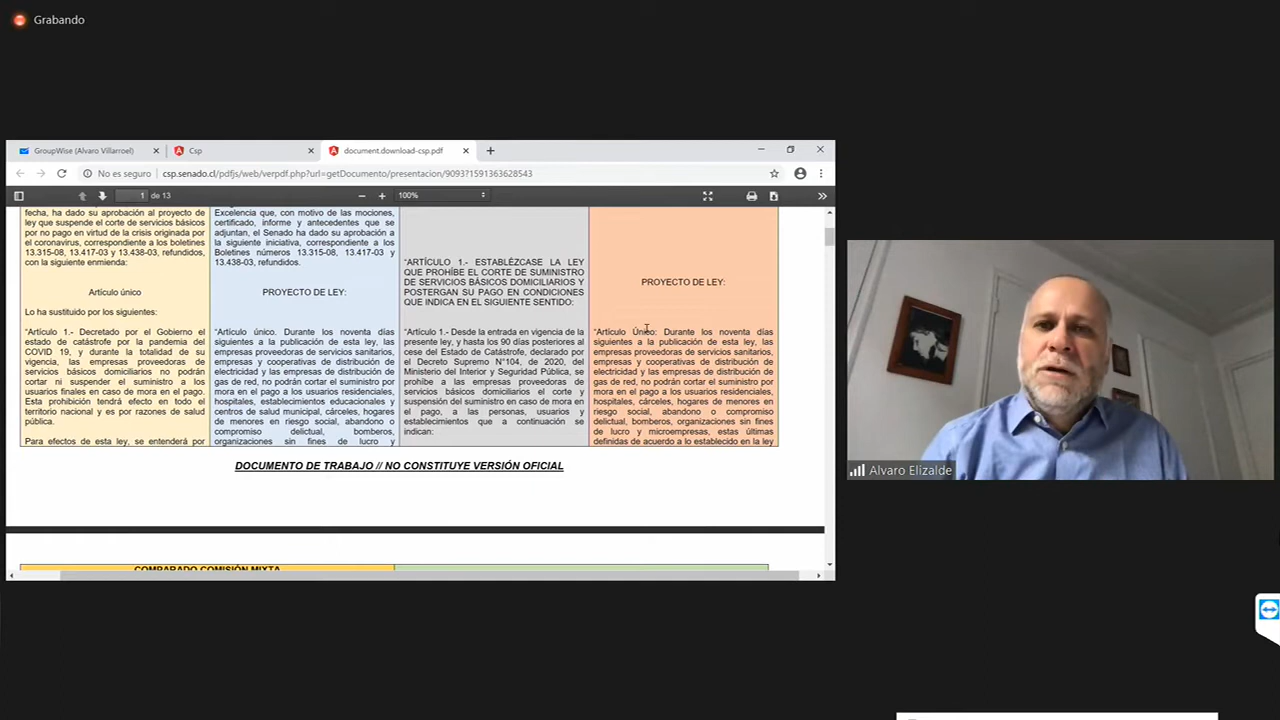 Grabando
GroupWise (Alvaro Villarroel)
Csp
document.download-csp.pdf
No es seguro
csp.senado.cl/pdfjs/web/verpdf.php?url=getDocumento/presentacion/9093?1591363628543
1 de 13
100%
fecha, ha dado su aprobación al proyecto de
ley que suspende el corte de servicios básicos
por no pago en virtud de la crisis originada por
el coronavirus, correspondiente a los boletines
13.315-08, 13.417-03 y 13.438-03, refundidos,
con la siguiente enmienda:
Artículo único
Lo ha sustituido por los siguientes:
“Artículo 1.- Decretado por el Gobierno el
estado de catástrofe por la pandemia del
COVID 19, y durante la totalidad de su
vigencia, las empresas proveedoras de
servicios básicos domiciliarios no podrán
cortar ni suspender el suministro a los
usuarios finales en caso de mora en el pago.
Esta prohibición tendrá efecto en todo el
territorio nacional y es por razones de salud
pública.
Para efectos de esta ley, se entenderá por
Excelencia que, con motivo de las mociones,
certificado, informe y antecedentes que se
adjuntan, el Senado ha dado su aprobación a
la siguiente iniciativa, correspondiente a los
Boletines números 13.315-08, 13.417-03 y
13.438-03, refundidos.
PROYECTO DE LEY:
“Artículo único. Durante los noventa días
siguientes a la publicación de esta ley, las
empresas proveedoras de servicios sanitarios,
empresas y cooperativas de distribución de
electricidad y las empresas de distribución de
gas de red, no podrán cortar el suministro por
mora en el pago a los usuarios residenciales,
hospitales, establecimientos educacionales y
centros de salud municipal, cárceles, hogares
de menores en riesgo social, abandono o
compromiso delictual, bomberos,
organizaciones sin fines de lucro y
“ARTÍCULO 1.- ESTABLÉZCASE LA LEY
QUE PROHÍBE EL CORTE DE SUMINISTRO
DE SERVICIOS BÁSICOS DOMICILIARIOS Y
POSTERGAN SU PAGO EN CONDICIONES
QUE INDICA EN EL SIGUIENTE SENTIDO:
“Artículo 1.- Desde la entrada en vigencia de la
presente ley, y hasta los 90 días posteriores al
cese del Estado de Catástrofe, declarado por
el Decreto Supremo N°104, de 2020, del
Ministerio del Interior y Seguridad Pública, se
prohíbe a las empresas proveedoras de
servicios básicos domiciliarios el corte y
suspensión del suministro en caso de mora en
el pago, a las personas, usuarios y
establecimientos que a continuación se
indican:
PROYECTO DE LEY:
“Artículo Único: Durante los noventa días
siguientes a la publicación de esta ley, las
empresas proveedoras de servicios sanitarios,
empresas y cooperativas de distribución de
electricidad y las empresas de distribución de
gas de red, no podrán cortar el suministro por
mora en el pago a los usuarios residenciales,
hospitales, cárceles, hogares de menores en
riesgo social, abandono o compromiso
delictual, bomberos, organizaciones sin fines
de lucro y microempresas, estas últimas
definidas de acuerdo a lo establecido en la ley
DOCUMENTO DE TRABAJO // NO CONSTITUYE VERSIÓN OFICIAL
COMPARADO COMISIÓN MIXTA
Alvaro Elizalde